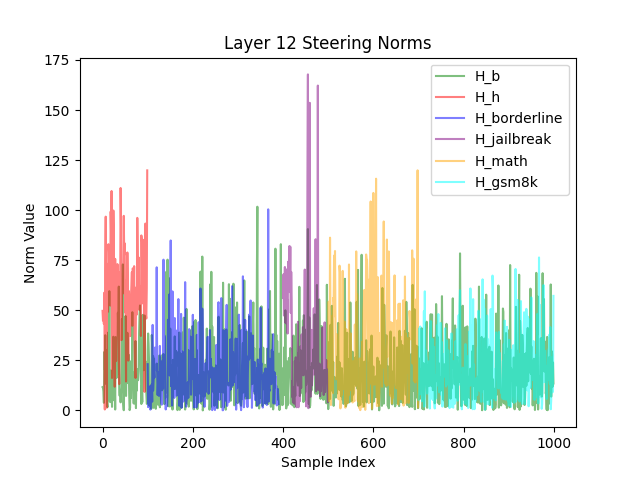 Layer 12 Steering Norms
175
150
125
100
75
50
25
0
Norm Value
H_b
H_h
H_borderline
H_jailbreak
H_math
H_gsm8k
0
200
400
600
800
1000
Sample Index